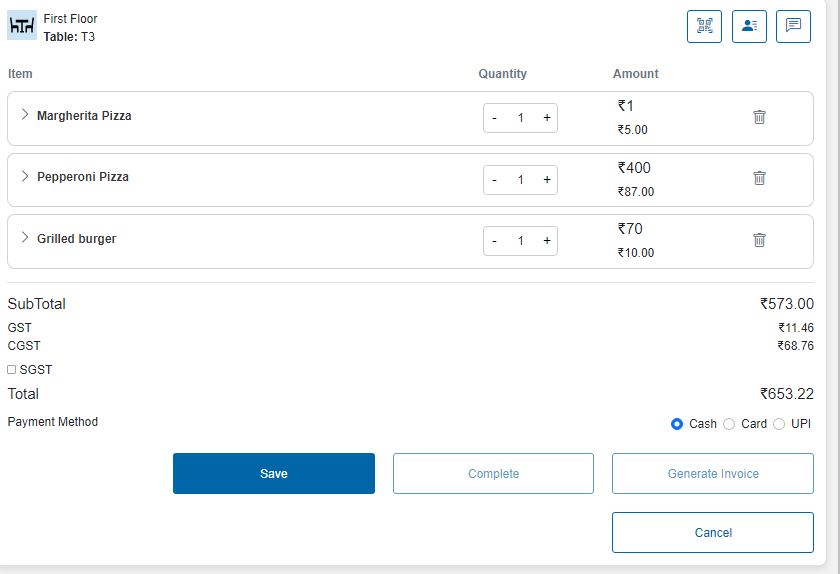 First Floor
Table: T3
Item Quantity Amount
Margherita Pizza - 1 + ₹1
₹5.00
Pepperoni Pizza - 1 + ₹400
₹87.00
Grilled burger - 1 + ₹70
₹10.00
SubTotal ₹573.00
GST ₹11.46
CGST ₹68.76
SGST
Total ₹653.22
Payment Method Cash Card UPI
Save Complete Generate Invoice
Cancel